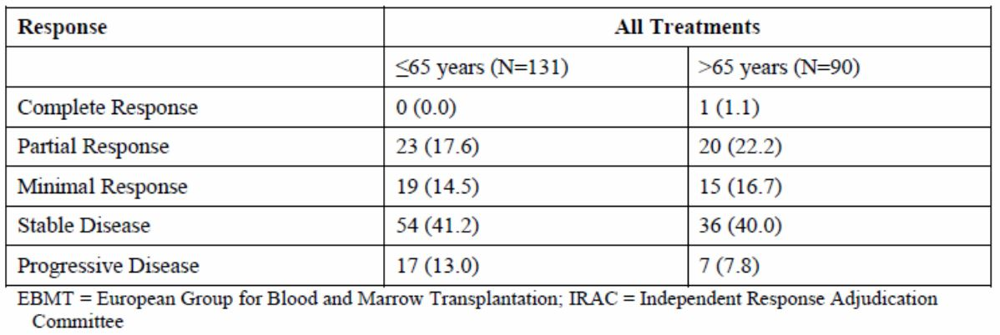 Response All Treatments
≤65 years (N=131) >65 years (N=90)
Complete Response 0 (0.0) 1 (1.1)
Partial Response 23 (17.6) 20 (22.2)
Minimal Response 19 (14.5) 15 (16.7)
Stable Disease 54 (41.2) 36 (40.0)
Progressive Disease 17 (13.0) 7 (7.8)
EBMT = European Group for Blood and Marrow Transplantation; IRAC = Independent Response Adjudication
Committee